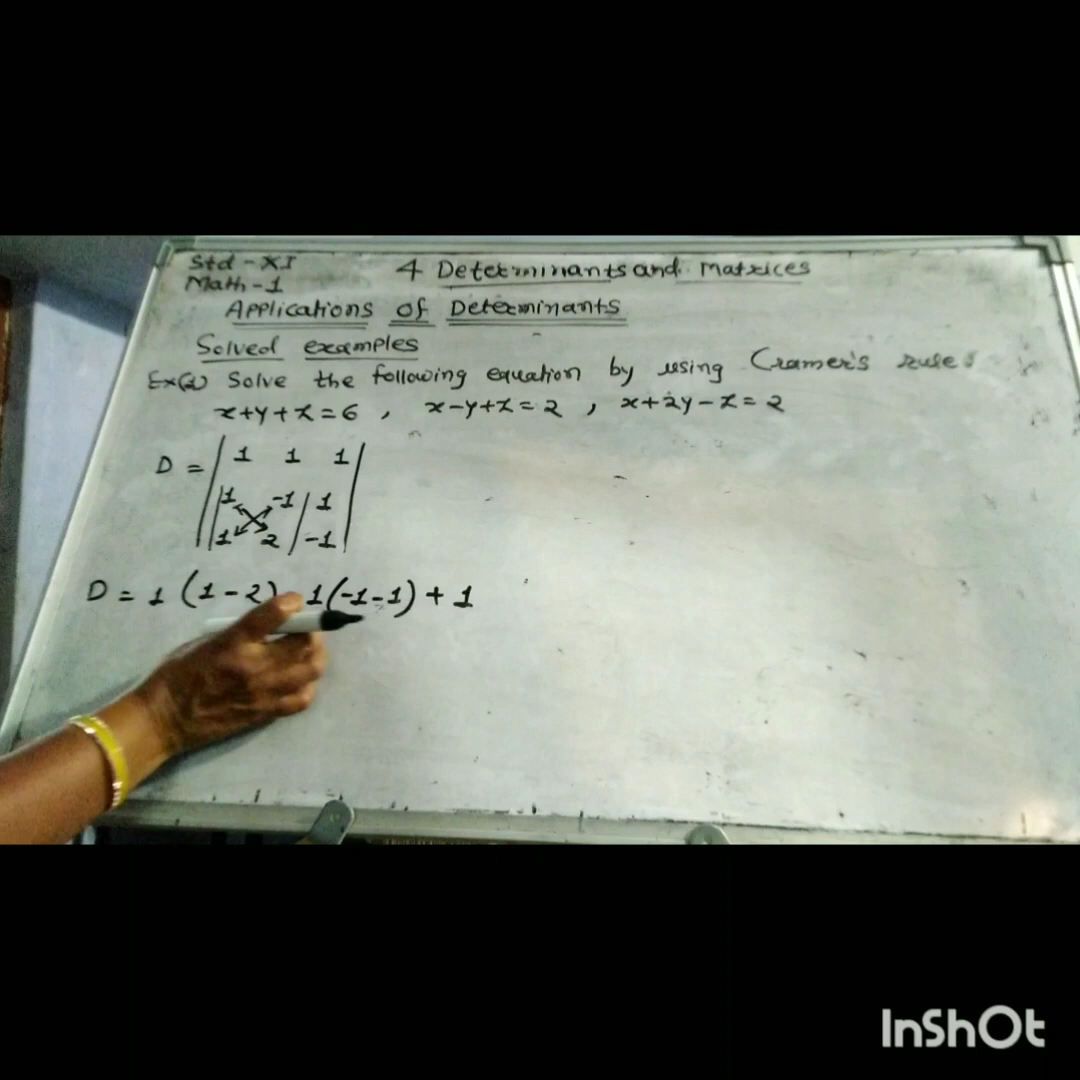 Std - XI
Math - 1
4 Determinants and Matrices
Applications of Determinants
Solved examples
Ex(2) Solve the following equation by using Cramer's rule.
x+y+z=6 , x-y+z=2 , x+2y-z=2
D = | 1 1 1 |
| 1 -1 1 |
| 1 2 -1 |
D = 1 (1-2) -1(-1-1) + 1
InShOt